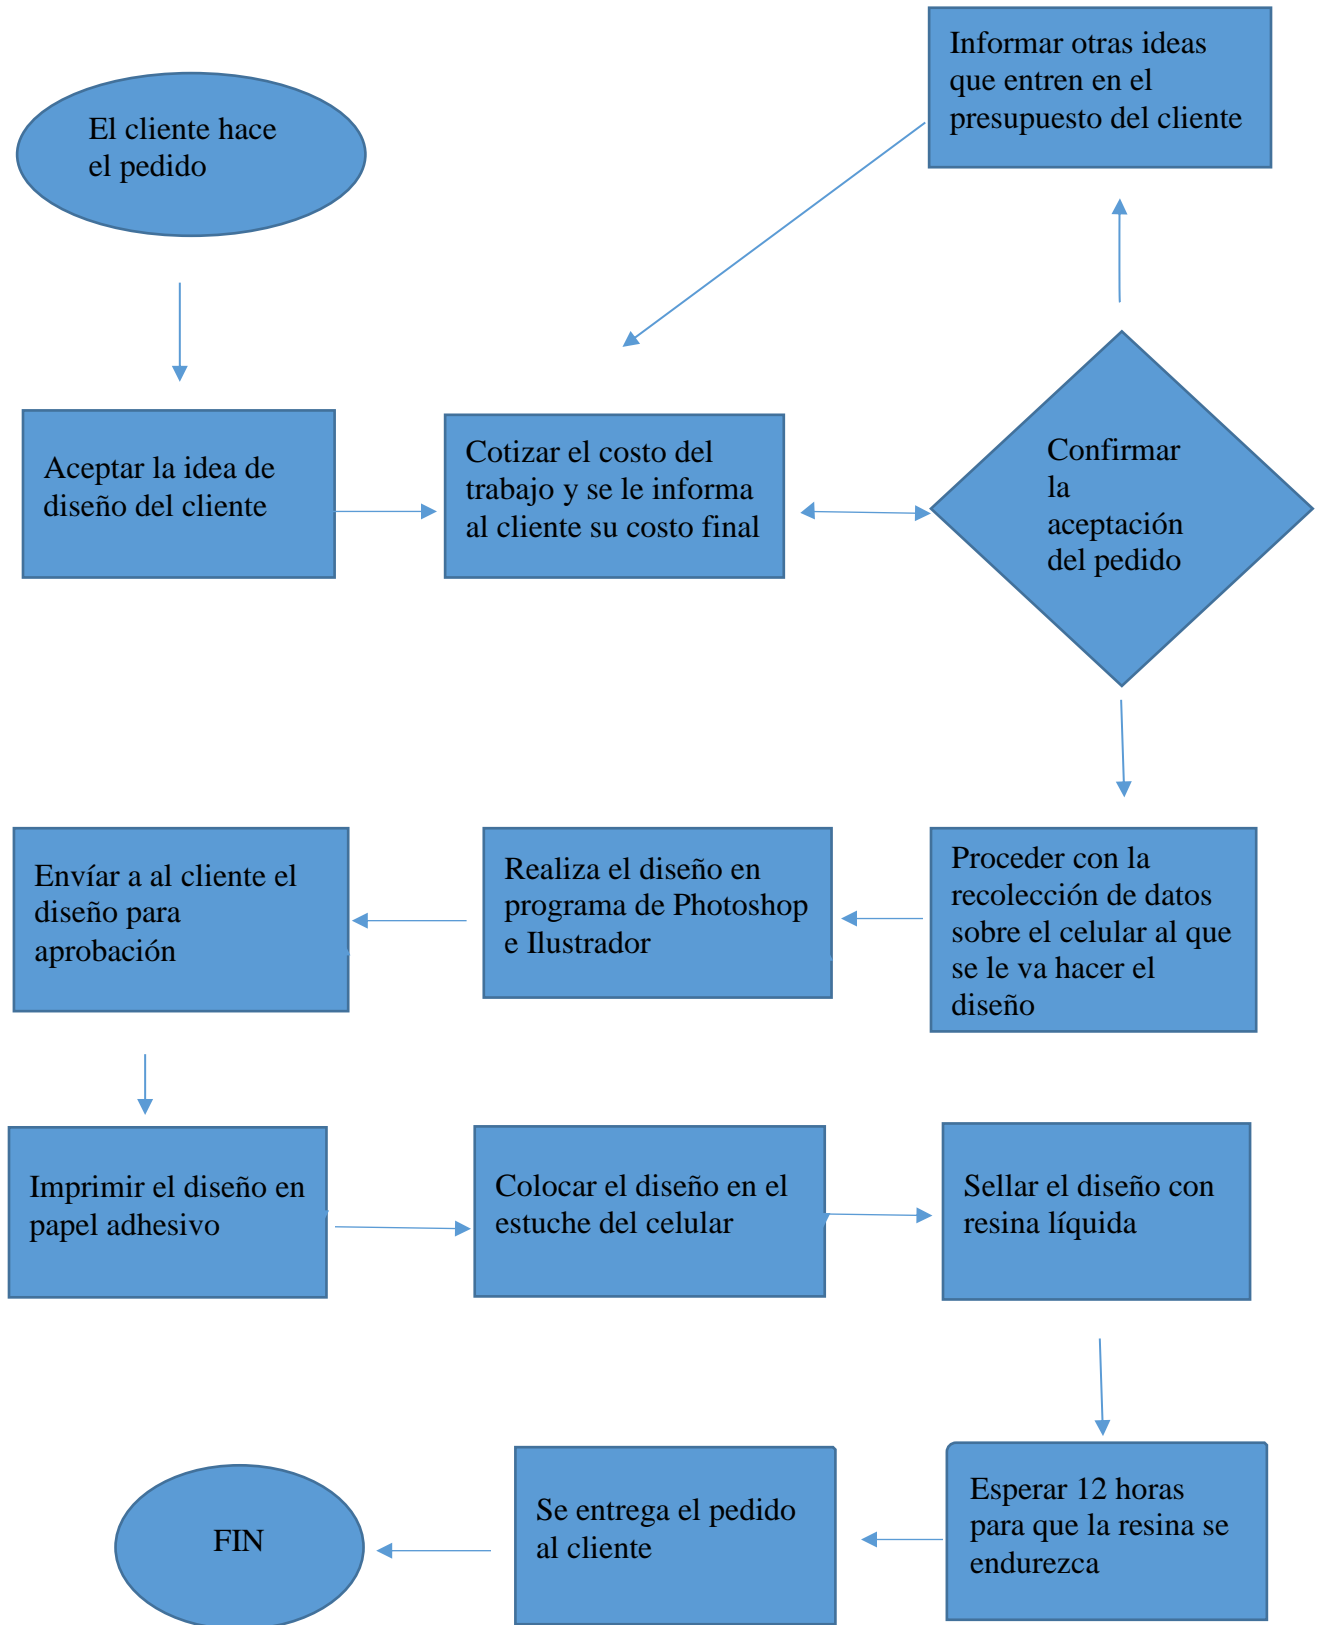 El cliente hace
el pedido
Informar otras ideas
que entren en el
presupuesto del cliente
Aceptar la idea de
diseño del cliente
Cotizar el costo del
trabajo y se le informa
al cliente su costo final
Confirmar
la
aceptación
del pedido
Proceder con la
recolección de datos
sobre el celular al que
se le va hacer el
diseño
Realiza el diseño en
programa de Photoshop
e Ilustrador
Envíar a al cliente el
diseño para
aprobación
Imprimir el diseño en
papel adhesivo
Colocar el diseño en el
estuche del celular
Sellar el diseño con
resina líquida
Esperar 12 horas
para que la resina se
endurezca
Se entrega el pedido
al cliente
FIN